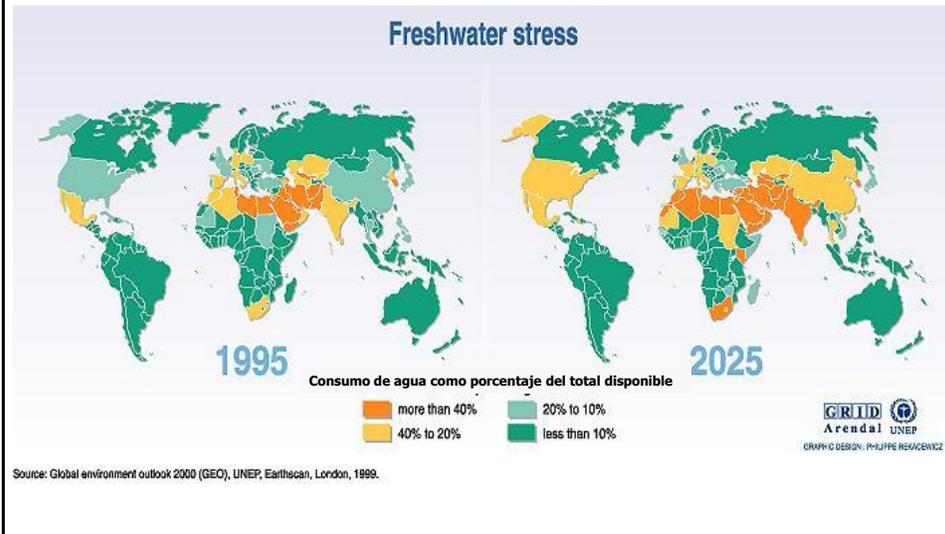 Freshwater stress
1995
2025
Consumo de agua como porcentaje del total disponible
more than 40%
20% to 10%
40% to 20%
less than 10%
GRID
Arendal
UNEP
GRAPHIC DESIGN : PHILIPPE REKACEWICZ
Source: Global environment outlook 2000 (GEO), UNEP, Earthscan, London, 1999.